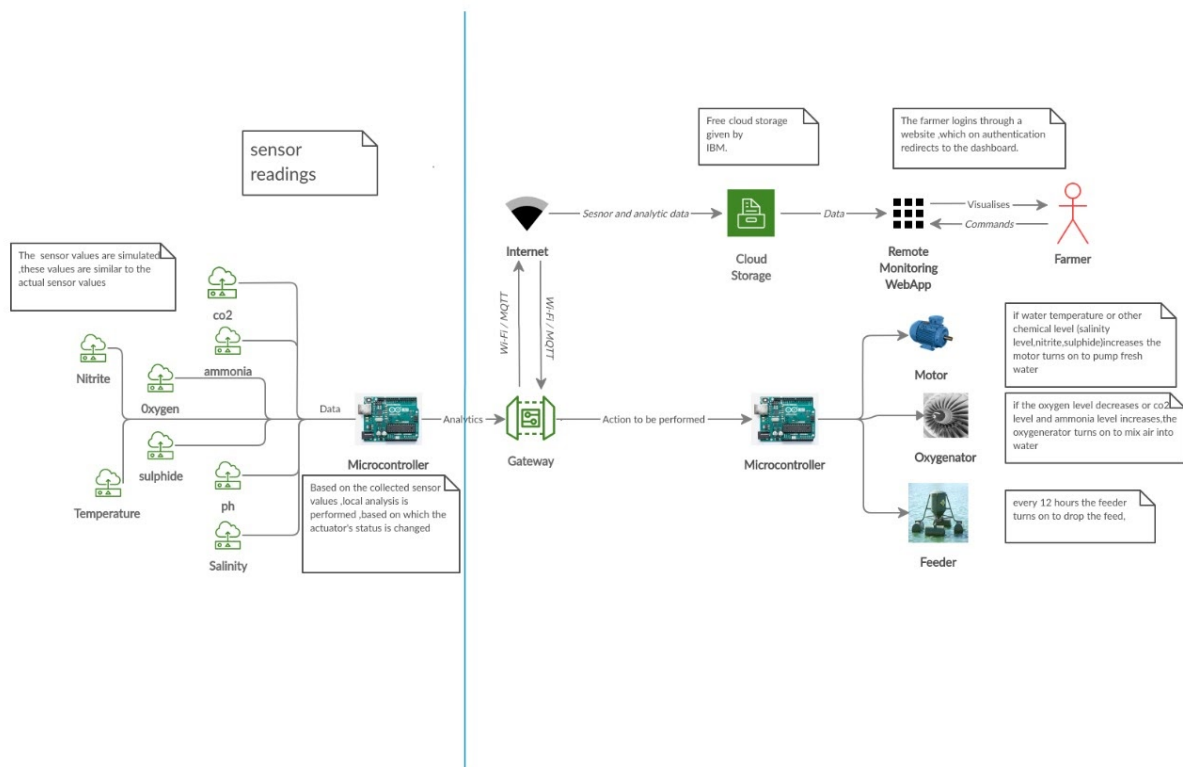 sensor
readings
Free cloud storage
given by
IBM.
The farmer logins through a
website ,which on authentication
redirects to the dashboard.
Sesnor and analytic data
Data
Visualises
Commands
Internet
Cloud
Storage
Remote
Monitoring
WebApp
Farmer
The sensor values are simulated
,these values are similar to the
actual sensor values
co2
Nitrite
ammonia
Oxygen
sulphide
Temperature
ph
Salinity
Data
Microcontroller
Based on the collected sensor
values ,local analysis is
performed ,based on which the
actuator's status is changed
Analytics
Wi-Fi / MQTT
Wi-Fi / MQTT
Gateway
Action to be performed
Microcontroller
Motor
if water temperature or other
chemical level (salinity
level,nitrite,sulphide)increases the
motor turns on to pump fresh
water
Oxygenator
if the oxygen level decreases or co2
level and ammonia level increases,the
oxygenerator turns on to mix air into
water
Feeder
every 12 hours the feeder
turns on to drop the feed,